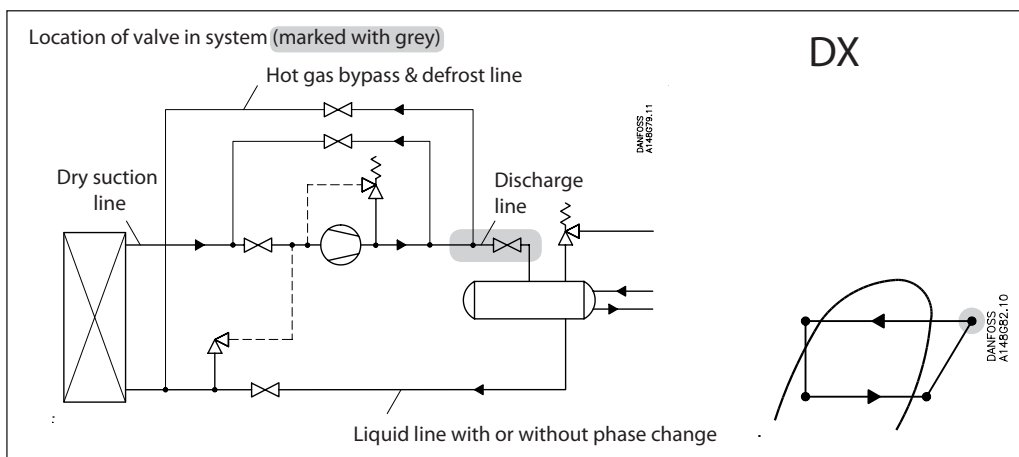 Location of valve in system (marked with grey)
DX
Hot gas bypass & defrost line
DANFOSS
A148G79.11
Dry suction
line
Discharge
line
DANFOSS
A148G82.10
Liquid line with or without phase change